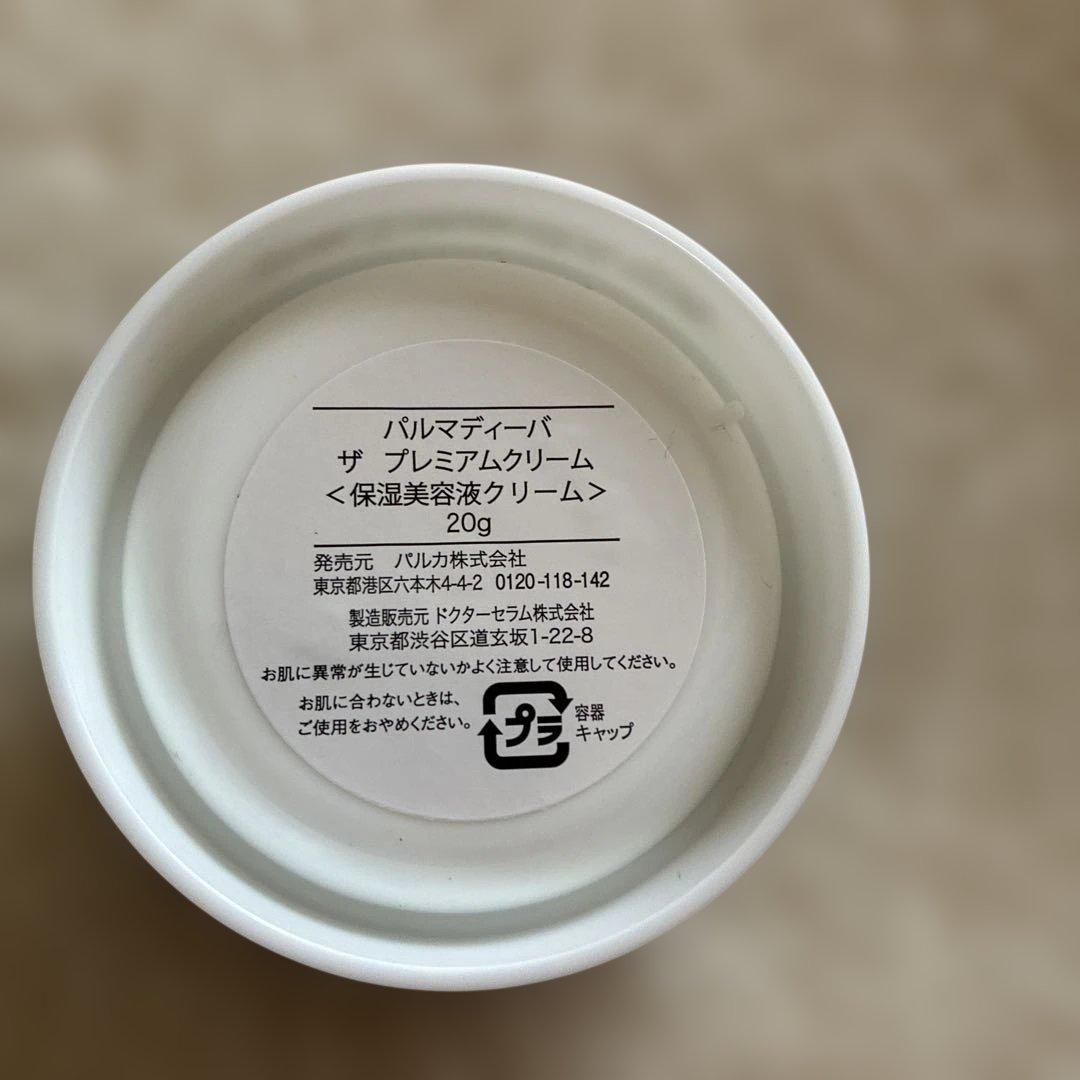 パルマディーバ
ザ プレミアムクリーム
＜保湿美容液クリーム＞
20g
発売元 パルカ株式会社
東京都港区六本木4-4-2 0120-118-142
製造販売元 ドクターセラム株式会社
東京都渋谷区道玄坂1-22-8
お肌に異常が生じていないかよく注意して使用してください。
お肌に合わないときは、
ご使用をおやめください。
プラ
容器
キャップ